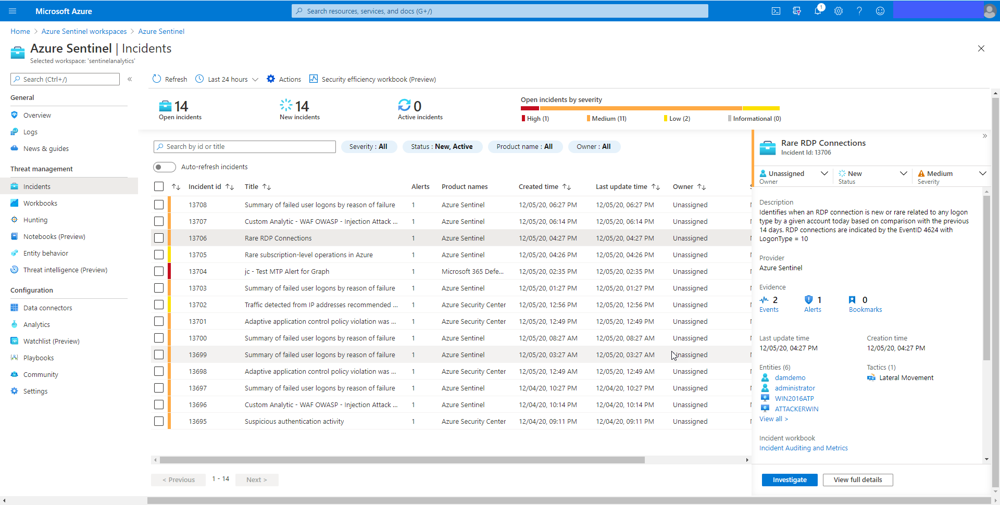 Microsoft Azure
Search resources, services, and docs (G+/)
1
Home > Azure Sentinel workspaces > Azure Sentinel
Azure Sentinel | Incidents
Selected workspace: 'sentinelanalytics'
Search (Ctrl+/)
«
General
Overview
Logs
News & guides
Threat management
Incidents
Workbooks
Hunting
Notebooks (Preview)
Entity behavior
Threat intelligence (Preview)
Configuration
Data connectors
Analytics
Watchlist (Preview)
Playbooks
Community
Settings
Refresh Last 24 hours Actions Security efficiency workbook (Preview)
14 Open incidents
14 New incidents
0 Active incidents
Open incidents by severity
High (1) Medium (11) Low (2) Informational (0)
Search by id or title
Severity : All Status : New, Active Product name : All Owner : All
Auto-refresh incidents
Incident id Title Alerts Product names Created time Last update time Owner
13708 Summary of failed user logons by reason of failure 1 Azure Sentinel 12/05/20, 06:27 PM 12/05/20, 06:27 PM Unassigned
13707 Custom Analytic - WAF OWASP - Injection Attack ... 1 Azure Sentinel 12/05/20, 06:14 PM 12/05/20, 06:14 PM Unassigned
13706 Rare RDP Connections 1 Azure Sentinel 12/05/20, 04:27 PM 12/05/20, 04:27 PM Unassigned
13705 Rare subscription-level operations in Azure 1 Azure Sentinel 12/05/20, 04:26 PM 12/05/20, 04:26 PM Unassigned
13704 jc - Test MTP Alert for Graph 1 Microsoft 365 Defe... 12/05/20, 02:35 PM 12/05/20, 02:35 PM Unassigned
13703 Summary of failed user logons by reason of failure 1 Azure Sentinel 12/05/20, 01:27 PM 12/05/20, 01:27 PM Unassigned
13702 Traffic detected from IP addresses recommended ... 1 Azure Security Center 12/05/20, 12:56 PM 12/05/20, 12:56 PM Unassigned
13701 Adaptive application control policy violation was ... 1 Azure Security Center 12/05/20, 12:49 PM 12/05/20, 12:49 PM Unassigned
13700 Summary of failed user logons by reason of failure 1 Azure Sentinel 12/05/20, 08:27 AM 12/05/20, 08:27 AM Unassigned
13699 Summary of failed user logons by reason of failure 1 Azure Sentinel 12/05/20, 03:27 AM 12/05/20, 03:27 AM Unassigned
13698 Adaptive application control policy violation was ... 1 Azure Security Center 12/05/20, 12:49 AM 12/05/20, 12:49 AM Unassigned
13697 Summary of failed user logons by reason of failure 1 Azure Sentinel 12/04/20, 10:27 PM 12/04/20, 10:27 PM Unassigned
13696 Custom Analytic - WAF OWASP - Injection Attack ... 1 Azure Sentinel 12/04/20, 10:14 PM 12/04/20, 10:14 PM Unassigned
13695 Suspicious authentication activity 1 Azure Security Center 12/04/20, 09:11 PM 12/04/20, 09:11 PM Unassigned
< Previous 1 - 14 Next >
»
Rare RDP Connections
Incident Id: 13706
Unassigned New Medium
Owner Status Severity
Description
Identifies when an RDP connection is new or rare related to any logon
type by a given account today based on comparison with the previous
14 days. RDP connections are indicated by the EventID 4624 with
LogonType = 10
Provider
Azure Sentinel
Evidence
2 1 0
Events Alerts Bookmarks
Last update time Creation time
12/05/20, 04:27 PM 12/05/20, 04:27 PM
Entities (6) Tactics (1)
damdemo Lateral Movement
administrator
WIN2016ATP
ATTACKERWIN
View all >
Incident workbook
Incident Auditing and Metrics
Investigate View full details